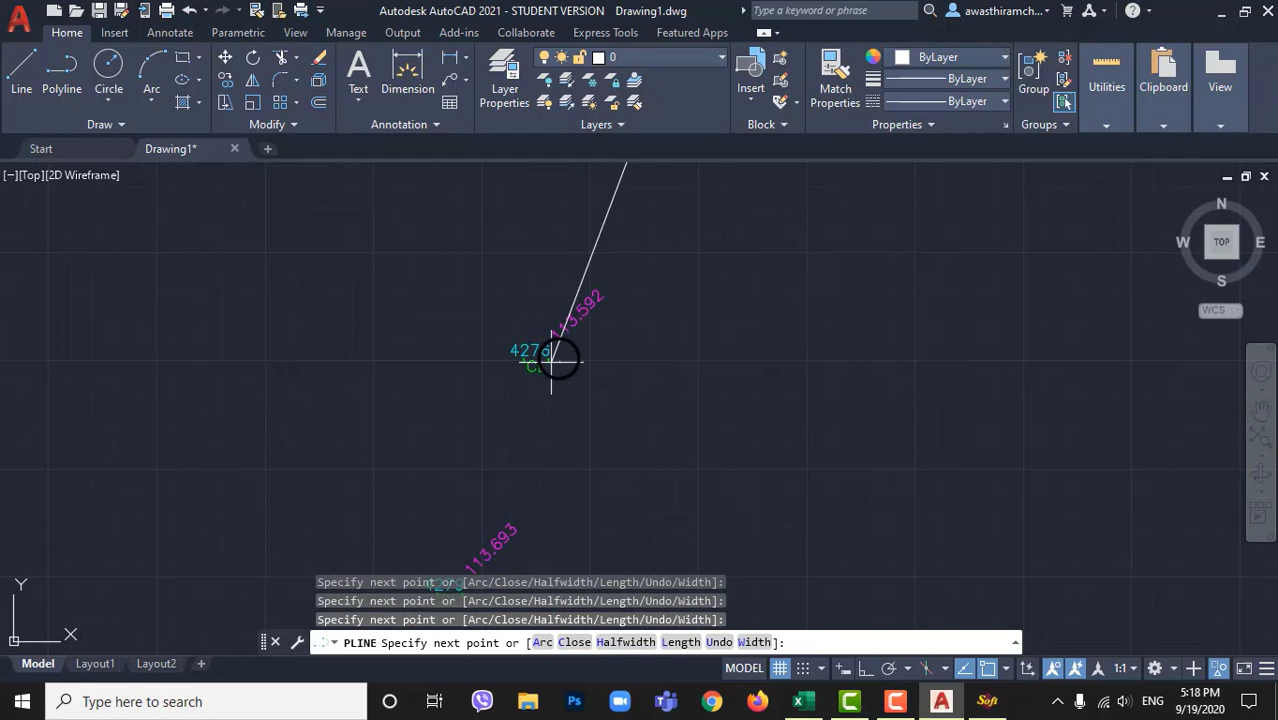 Autodesk AutoCAD 2021 - STUDENT VERSION Drawing1.dwg
Type a keyword or phrase
awasthiramch...
Home Insert Annotate Parametric View Manage Output Add-ins Collaborate Express Tools Featured Apps
Line Polyline Circle Arc
Text Dimension
Layer Properties
0
Insert
Match Properties
ByLayer
ByLayer
ByLayer
Group
Utilities
Clipboard
View
Draw Modify Annotation Layers Block Properties Groups
Start Drawing1*
[−][Top][2D Wireframe]
N
W TOP E
S
WCS
113.592
113.693
Y
X
Specify next point or [Arc/Close/Halfwidth/Length/Undo/Width]:
Specify next point or [Arc/Close/Halfwidth/Length/Undo/Width]:
Specify next point or [Arc/Close/Halfwidth/Length/Undo/Width]:
PLINE Specify next point or [Arc Close Halfwidth Length Undo Width]:
Model Layout1 Layout2
MODEL
1:1
Type here to search
Ps
ENG
5:18 PM
9/19/2020
Soft